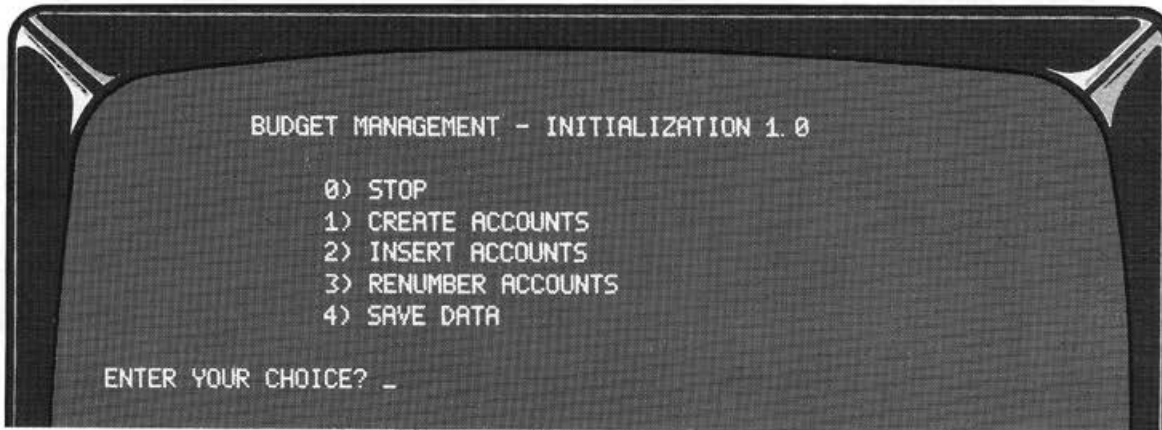 BUDGET MANAGEMENT - INITIALIZATION 1.0
0) STOP
1) CREATE ACCOUNTS
2) INSERT ACCOUNTS
3) RENUMBER ACCOUNTS
4) SAVE DATA
ENTER YOUR CHOICE? _